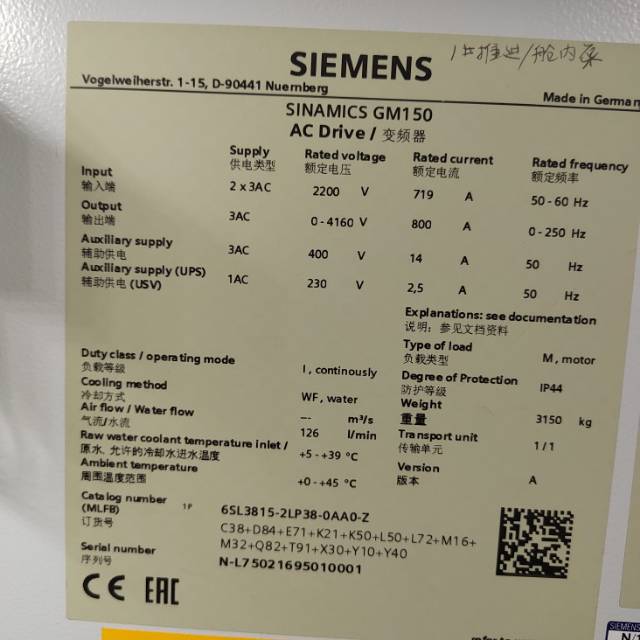 1#推进/舱内泵
SIEMENS
Vogelweiherstr. 1-15, D-90441 Nuernberg
Made in German
SINAMICS GM150
AC Drive / 变频器
Supply Rated voltage Rated current Rated frequency
供电类型 额定电压 额定电流 额定频率
Input 2 x 3AC 2200 V 719 A 50 - 60 Hz
输入端
Output 3AC 0 - 4160 V 800 A 0 - 250 Hz
输出端
Auxiliary supply 3AC 400 V 14 A 50 Hz
辅助供电
Auxiliary supply (UPS) 1AC 230 V 2,5 A 50 Hz
辅助供电 (USV)
Explanations: see documentation
说明: 参见文档资料
Type of load M, motor
负载类型
Duty class / operating mode I , continously
负载等级
Degree of Protection IP44
防护等级
Cooling method WF, water
冷却方式
Weight 3150 kg
重量
Air flow / Water flow --- m³/s
气流/水流 126 l/min
Transport unit 1 / 1
传输单元
Raw water coolant temperature inlet / +5 - +39 °C
原水, 允许的冷却水进水温度
Version A
版本
Ambient temperature +0 - +45 °C
周围温度范围
Catalog number 1P 6SL3815-2LP38-0AA0-Z
(MLFB) C38+D84+E71+K21+K50+L50+L72+M16+
订货号 M32+Q82+T91+X30+Y10+Y40
Serial number N-L75021695010001
序列号
CE EAC
SIEMENS